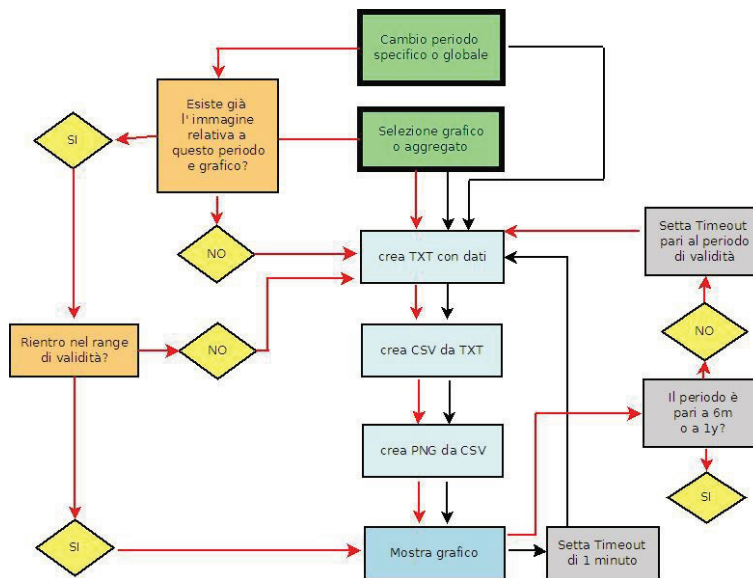 Cambio periodo
specifico o globale
Esiste già
l' immagine
relativa a
questo periodo
e grafico?
SI
Selezione grafico
o aggregato
NO
crea TXT con dati
Setta Timeout
pari al periodo
di validità
Rientro nel range
di validità?
NO
crea CSV da TXT
NO
Il periodo è
pari a 6m
o a 1y?
crea PNG da CSV
SI
SI
Mostra grafico
Setta Timeout
di 1 minuto